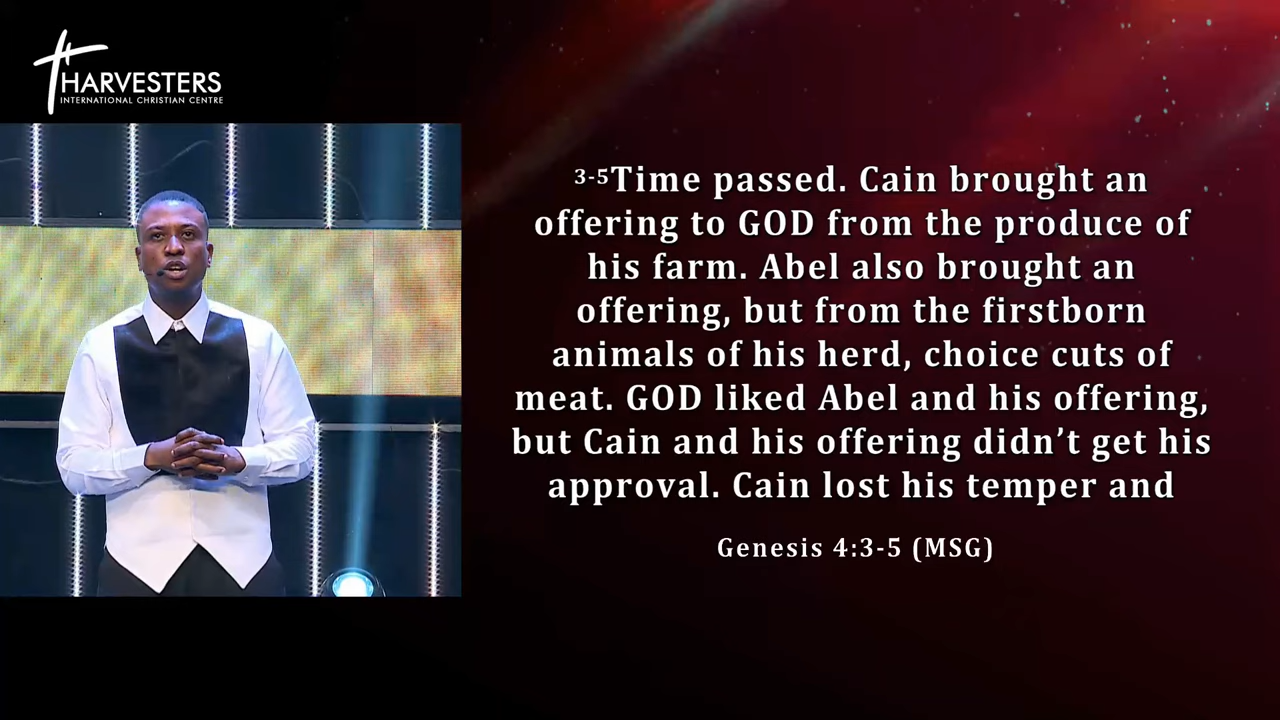 HARVESTERS
INTERNATIONAL CHRISTIAN CENTRE
3-5Time passed. Cain brought an
offering to GOD from the produce of
his farm. Abel also brought an
offering, but from the firstborn
animals of his herd, choice cuts of
meat. GOD liked Abel and his offering,
but Cain and his offering didn’t get his
approval. Cain lost his temper and
Genesis 4:3-5 (MSG)